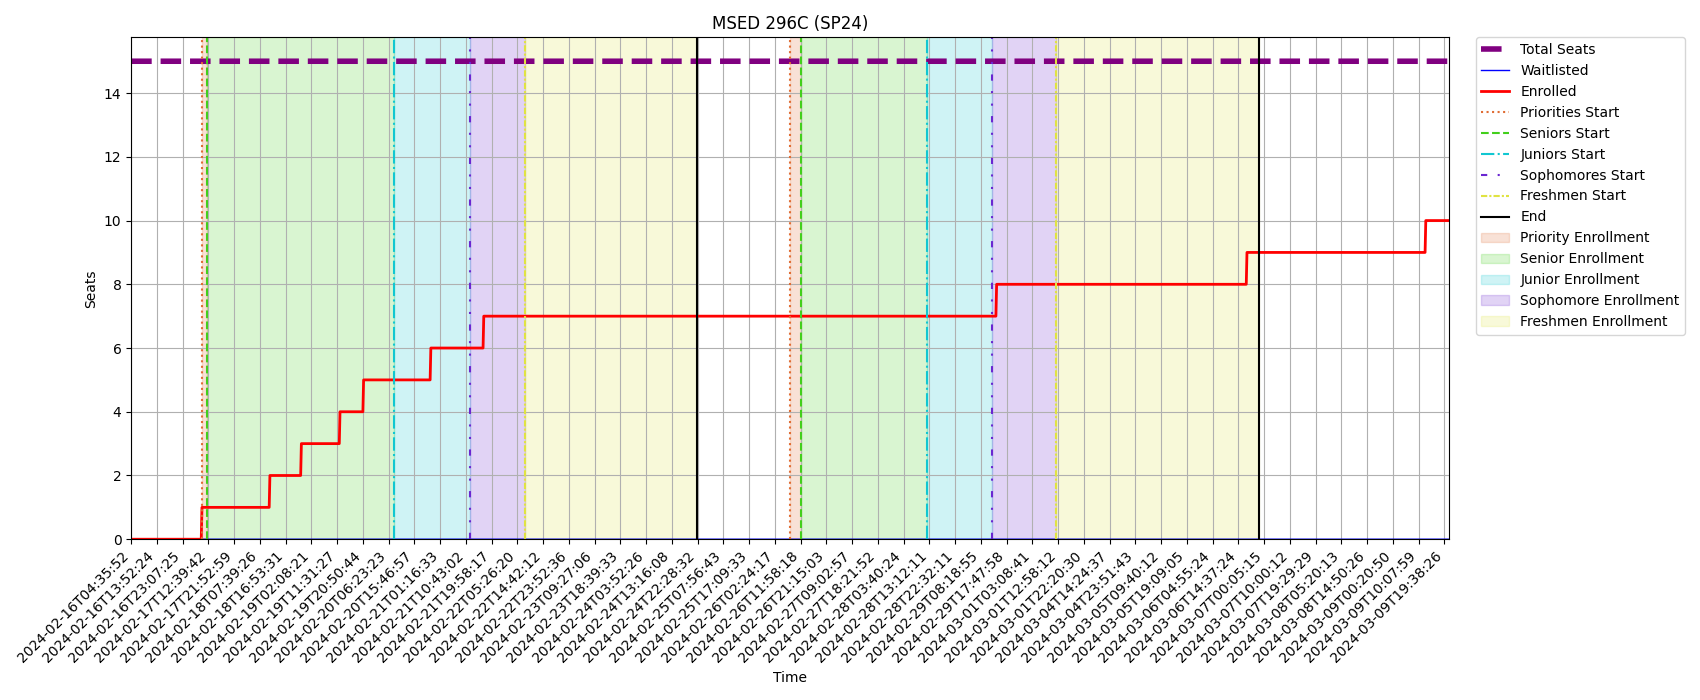 MSED 296C (SP24)
Seats
14
12
10
8
6
4
2
0
2024-02-16T04:35:52
2024-02-16T13:52:24
2024-02-16T23:07:25
2024-02-17T12:39:42
2024-02-17T21:52:59
2024-02-18T07:39:26
2024-02-18T16:53:31
2024-02-19T02:08:21
2024-02-19T11:31:27
2024-02-19T20:50:44
2024-02-20T06:23:23
2024-02-20T15:46:57
2024-02-21T01:16:33
2024-02-21T10:43:02
2024-02-21T19:58:17
2024-02-22T05:26:20
2024-02-22T14:42:12
2024-02-22T23:52:36
2024-02-23T09:27:06
2024-02-23T18:39:33
2024-02-24T03:52:26
2024-02-24T13:16:08
2024-02-24T22:28:32
2024-02-25T07:56:43
2024-02-25T17:09:33
2024-02-26T02:24:17
2024-02-26T11:58:18
2024-02-26T21:15:03
2024-02-27T09:02:57
2024-02-27T18:21:52
2024-02-28T03:40:24
2024-02-28T13:12:11
2024-02-28T22:32:11
2024-02-29T08:18:55
2024-02-29T17:47:58
2024-03-01T03:08:41
2024-03-01T12:58:12
2024-03-01T22:20:30
2024-03-04T14:24:37
2024-03-04T23:51:43
2024-03-05T09:40:12
2024-03-05T19:09:05
2024-03-06T04:55:24
2024-03-06T14:37:24
2024-03-07T00:05:15
2024-03-07T10:00:12
2024-03-07T19:29:29
2024-03-08T05:20:13
2024-03-08T14:50:26
2024-03-09T00:20:50
2024-03-09T10:07:59
2024-03-09T19:38:26
Time
Total Seats
Waitlisted
Enrolled
Priorities Start
Seniors Start
Juniors Start
Sophomores Start
Freshmen Start
End
Priority Enrollment
Senior Enrollment
Junior Enrollment
Sophomore Enrollment
Freshmen Enrollment